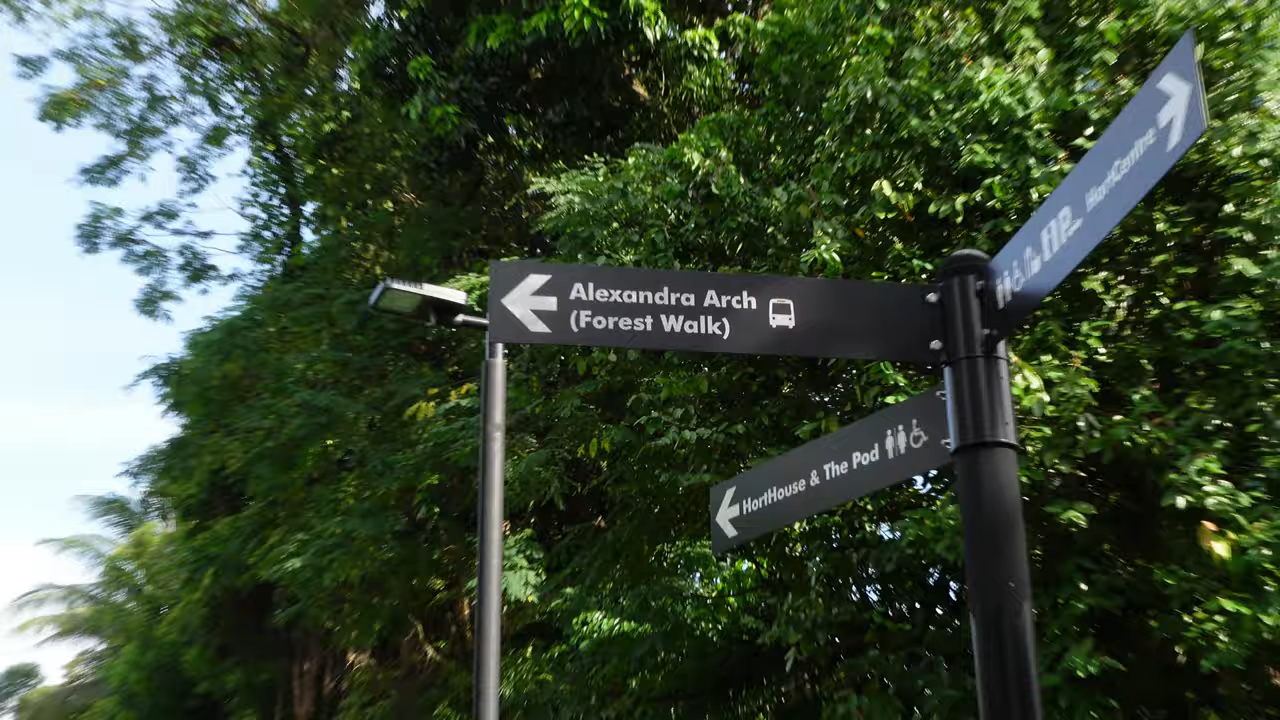 Alexandra Arch
(Forest Walk)
HortHouse & The Pod
HortCentre